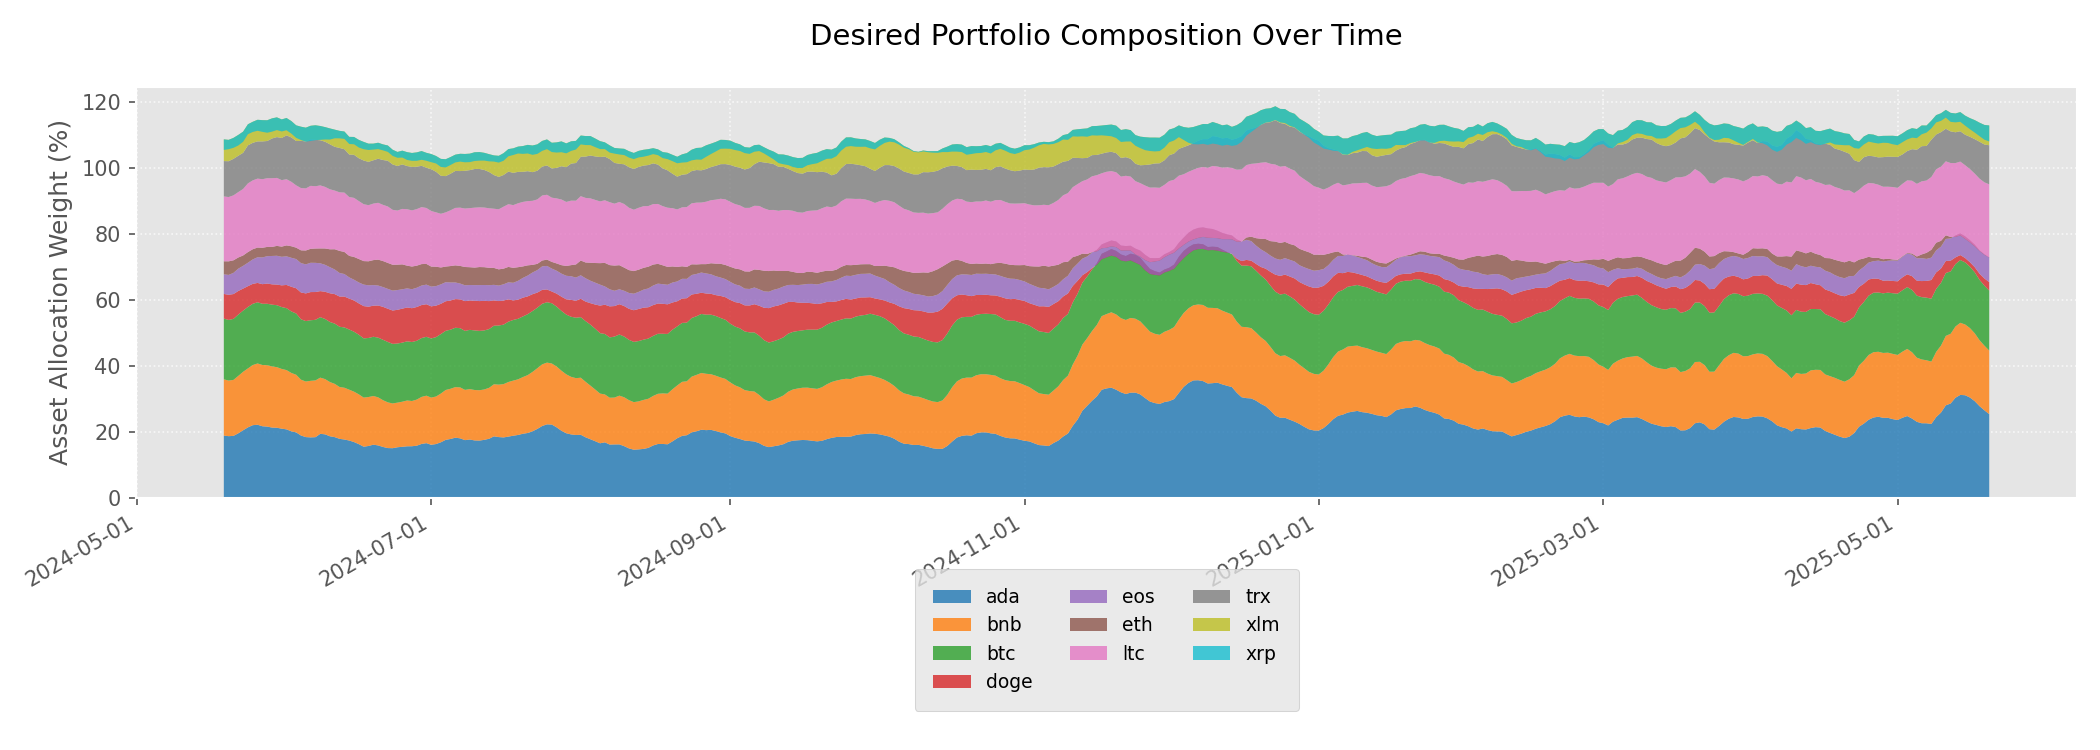 Desired Portfolio Composition Over Time
Asset Allocation Weight (%)
120
100
80
60
40
20
0
2024-05-01
2024-07-01
2024-09-01
2024-11-01
2025-01-01
2025-03-01
2025-05-01
ada
bnb
btc
doge
eos
eth
ltc
trx
xlm
xrp